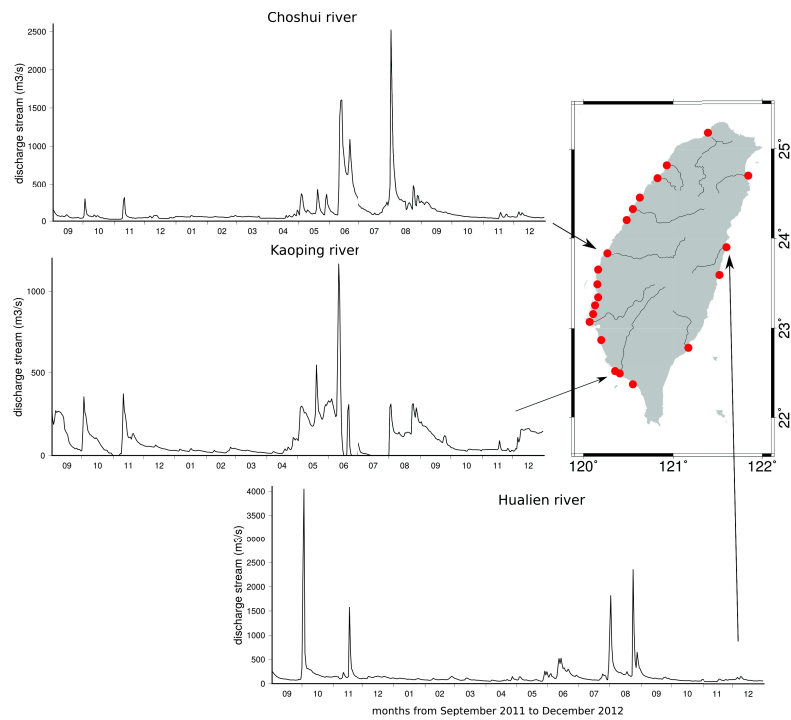 Choshui river
discharge stream (m3/s)
2500
2000
1500
1000
500
0
09 10 11 12 01 02 03 04 05 06 07 08 09 10 11 12
Kaoping river
discharge stream (m3/s)
1000
500
0
09 10 11 12 01 02 03 04 05 06 07 08 09 10 11 12
25°
24°
23°
22°
120° 121° 122°
Hualien river
discharge stream (m3/s)
4000
3500
3000
2500
2000
1500
1000
500
0
09 10 11 12 01 02 03 04 05 06 07 08 09 10 11 12
months from September 2011 to December 2012